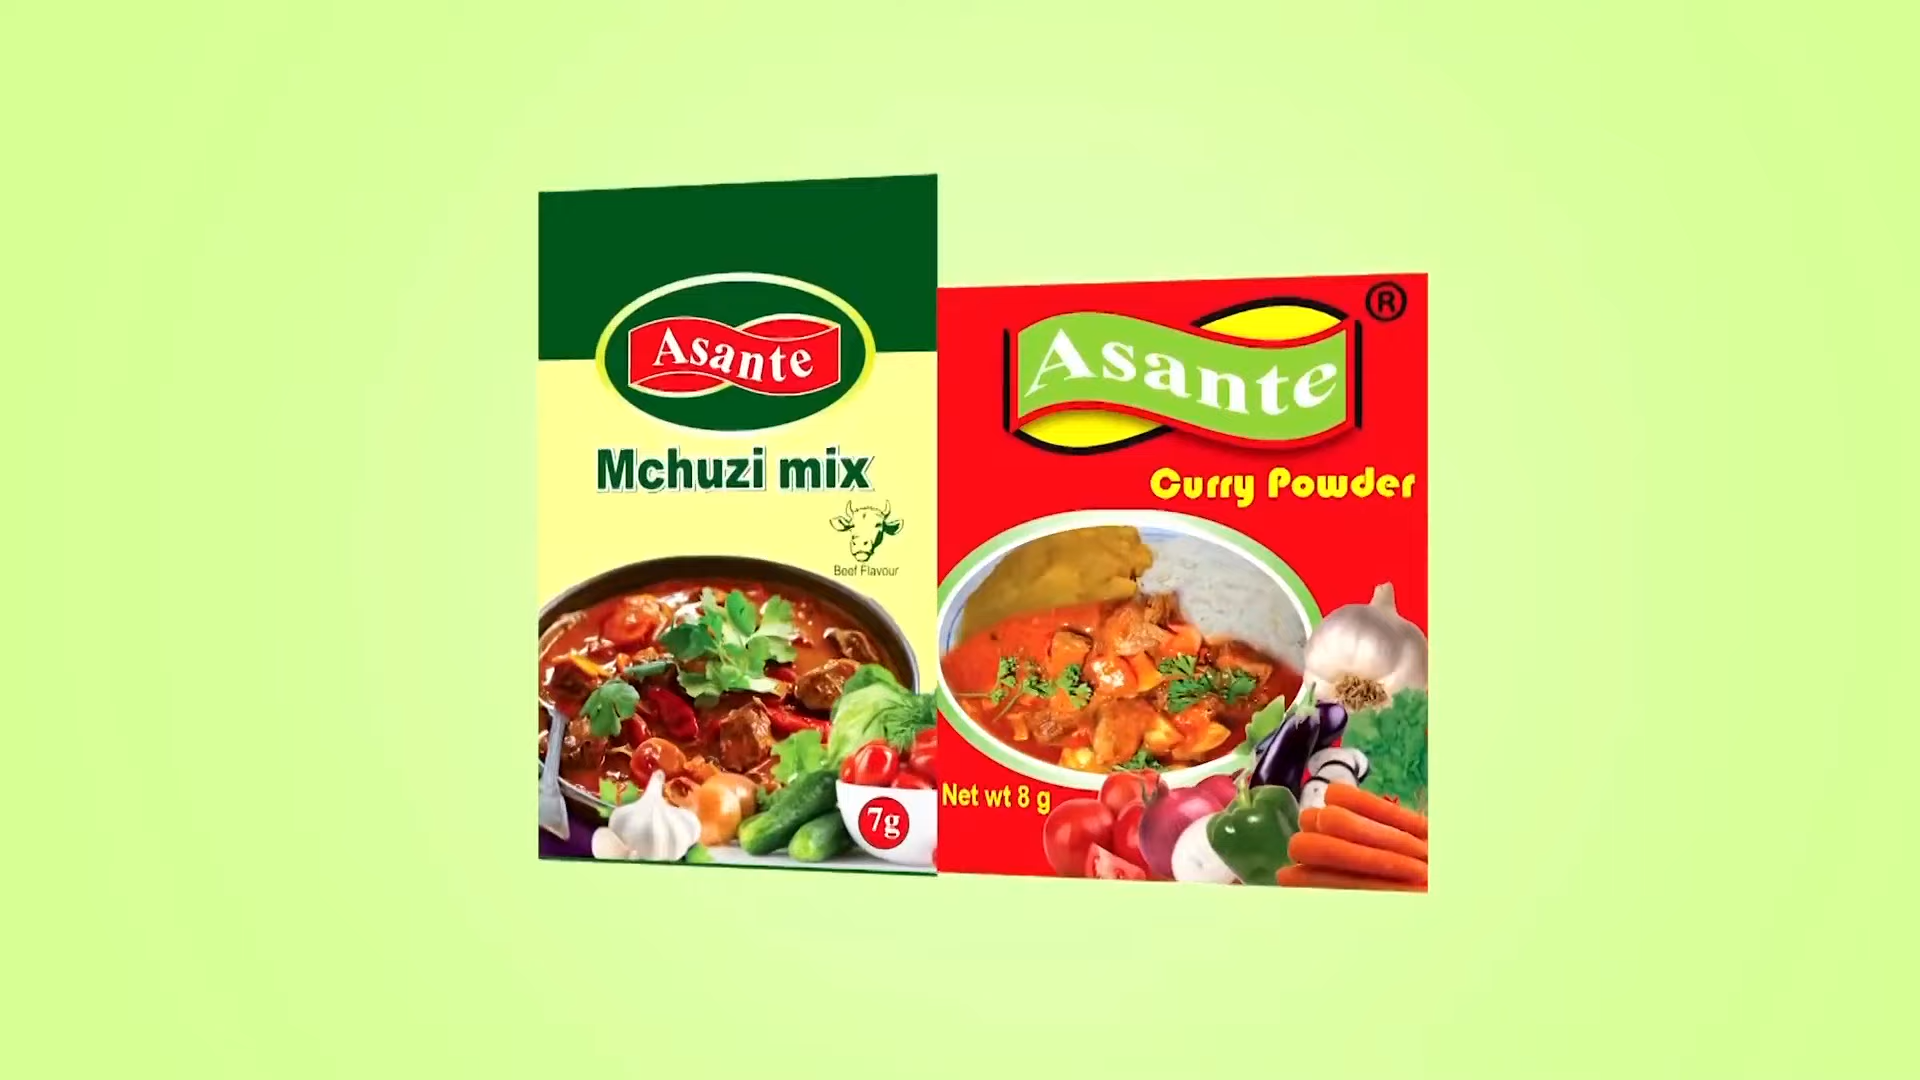 Asante
Mchuzi mix
Beef Flavour
7g
®
Asante
Curry Powder
Net wt 8 g